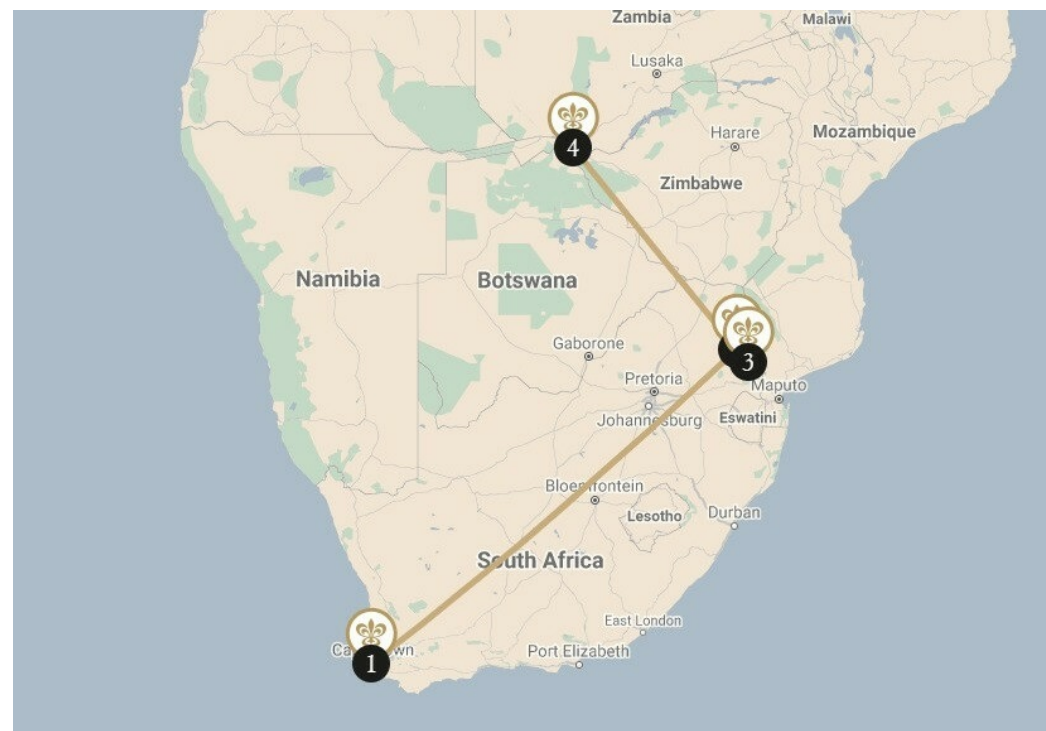 Zambia
Malawi
Lusaka
4
Harare
Mozambique
Zimbabwe
Namibia
Botswana
Gaborone
3
Pretoria
Maputo
Johannesburg
Eswatini
Bloemfontein
Lesotho
Durban
South Africa
East London
1
Port Elizabeth